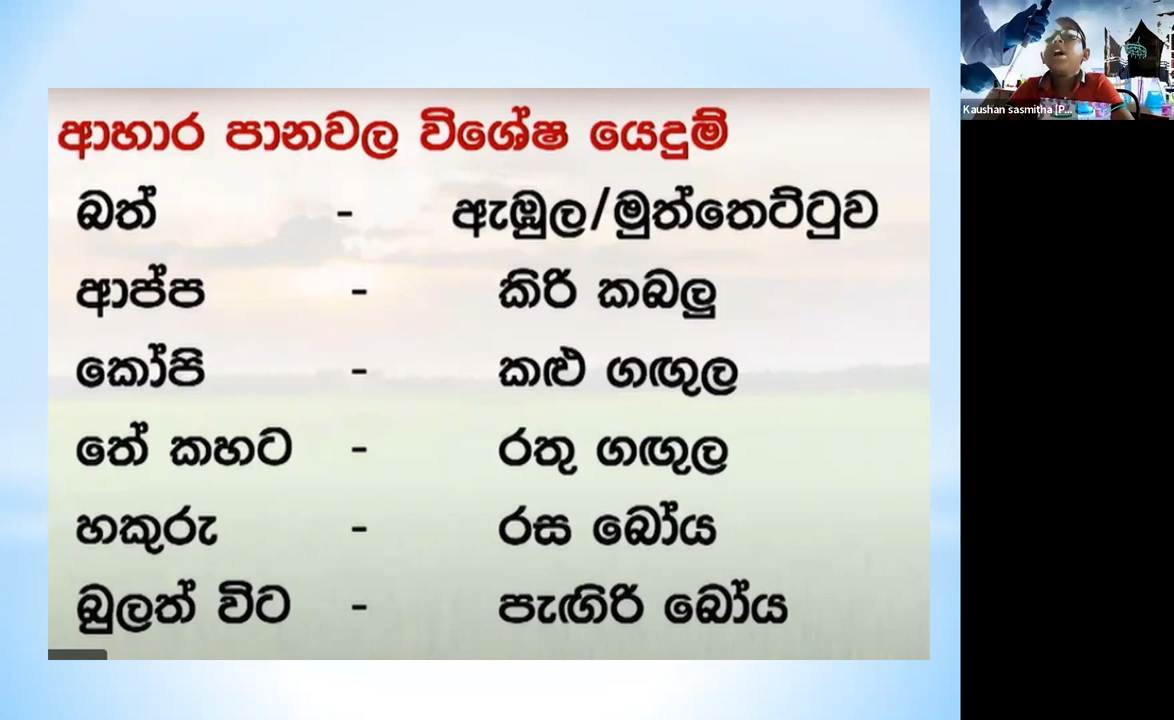 ආහාර පානවල විශේෂ යෙදුම්
බත් - ඇඹුල/මුත්තෙට්ටුව
ආප්ප - කිරි කබලු
කෝපි - කළු ගඟුල
තේ කහට - රතු ගඟුල
හකුරු - රස බෝය
බුලත් විට - පැඟිරි බෝය
Kaushan sasmitha [P...